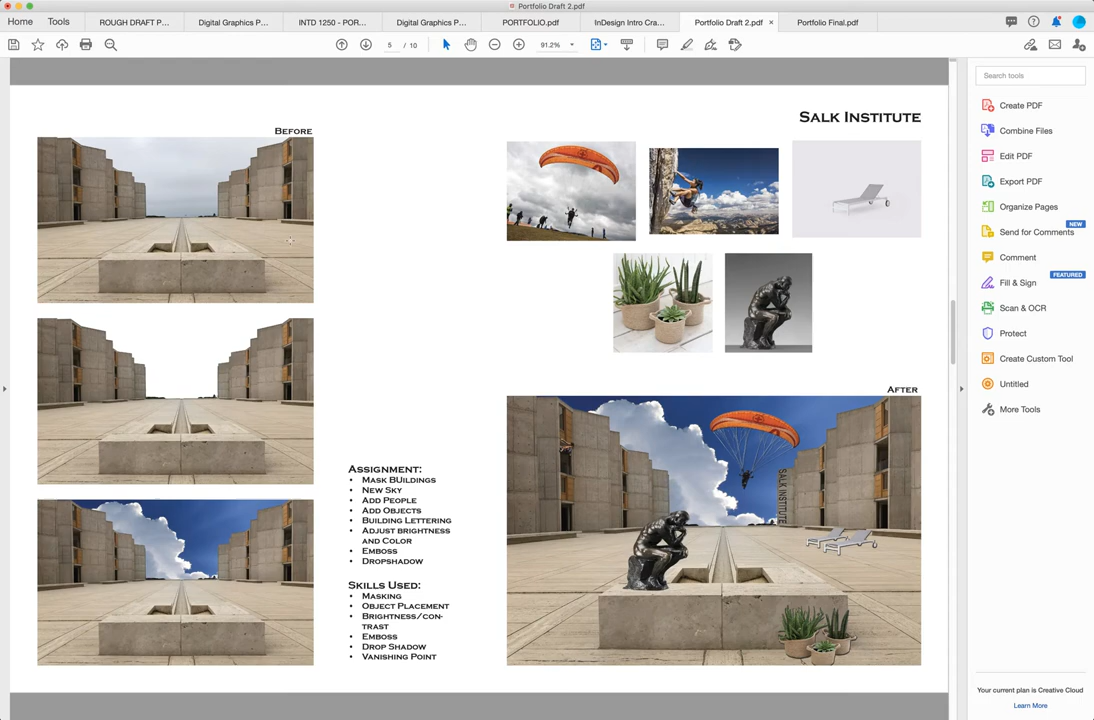 Portfolio Draft 2.pdf
Home
Tools
ROUGH DRAFT P...
Digital Graphics P...
INTD 1250 - POR...
Digital Graphics P...
PORTFOLIO.pdf
InDesign Intro Cra...
Portfolio Draft 2.pdf ×
Portfolio Final.pdf
5 / 10
91.2%
Search tools
Create PDF
Combine Files
Edit PDF
Export PDF
Organize Pages
NEW
Send for Comments
Comment
FEATURED
Fill & Sign
Scan & OCR
Protect
Create Custom Tool
Untitled
More Tools
Your current plan is Creative Cloud
Learn More
Before
Salk Institute
After
SALK INSTITUTE
Assignment:
• Mask BUildings
• New Sky
• Add People
• Add Objects
• Building Lettering
• Adjust brightness
and Color
• Emboss
• Dropshadow
Skills Used:
• Masking
• Object Placement
• Brightness/con-
trast
• Emboss
• Drop Shadow
• Vanishing Point